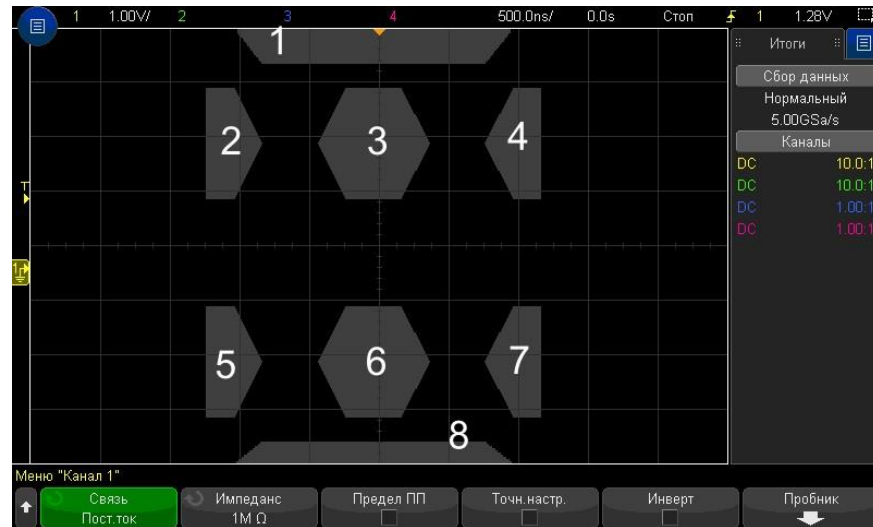 1 1.00V/ 2 3 4 500.0ns/ 0.0s Стоп 1 1.28V
Итоги
Сбор данных
Нормальный
5.00GSa/s
Каналы
DC 10.0:1
DC 10.0:1
DC 1.00:1
DC 1.00:1
1
2 3 4
T
1
5 6 7
8
Меню "Канал 1"
Связь Импеданс Предел ПП Точн.настр. Инверт Пробник
Пост.ток 1M Ω